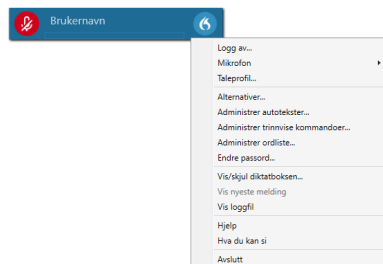 Brukernavn
Logg av...
Mikrofon
Taleprofil...
Alternativer...
Administrer autotekster...
Administrer trinnvise kommandoer...
Administrer ordliste...
Endre passord...
Vis/skjul diktatboksen...
Vis nyeste melding
Vis loggfil
Hjelp
Hva du kan si
Avslutt